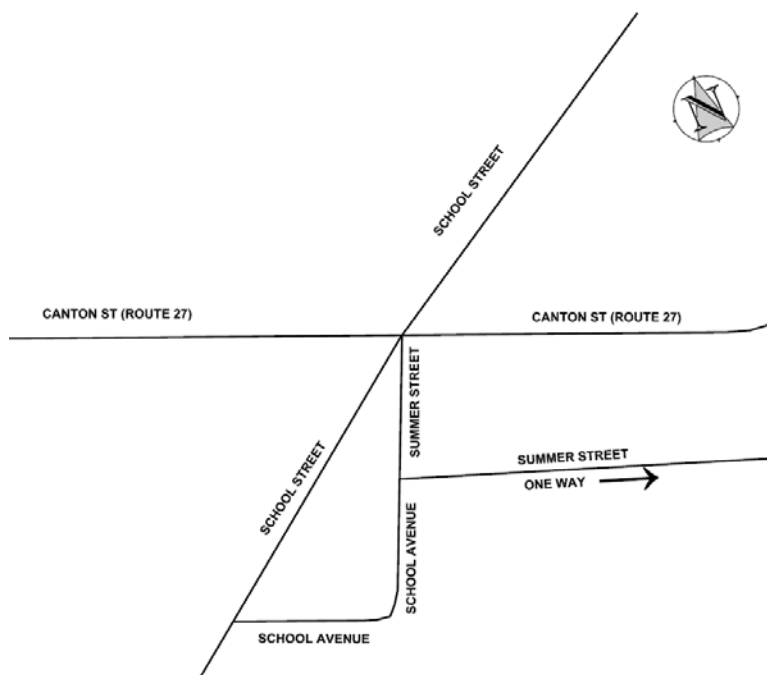 SCHOOL STREET
N
CANTON ST (ROUTE 27)
CANTON ST (ROUTE 27)
SUMMER STREET
SCHOOL STREET
SUMMER STREET
ONE WAY
SCHOOL AVENUE
SCHOOL AVENUE